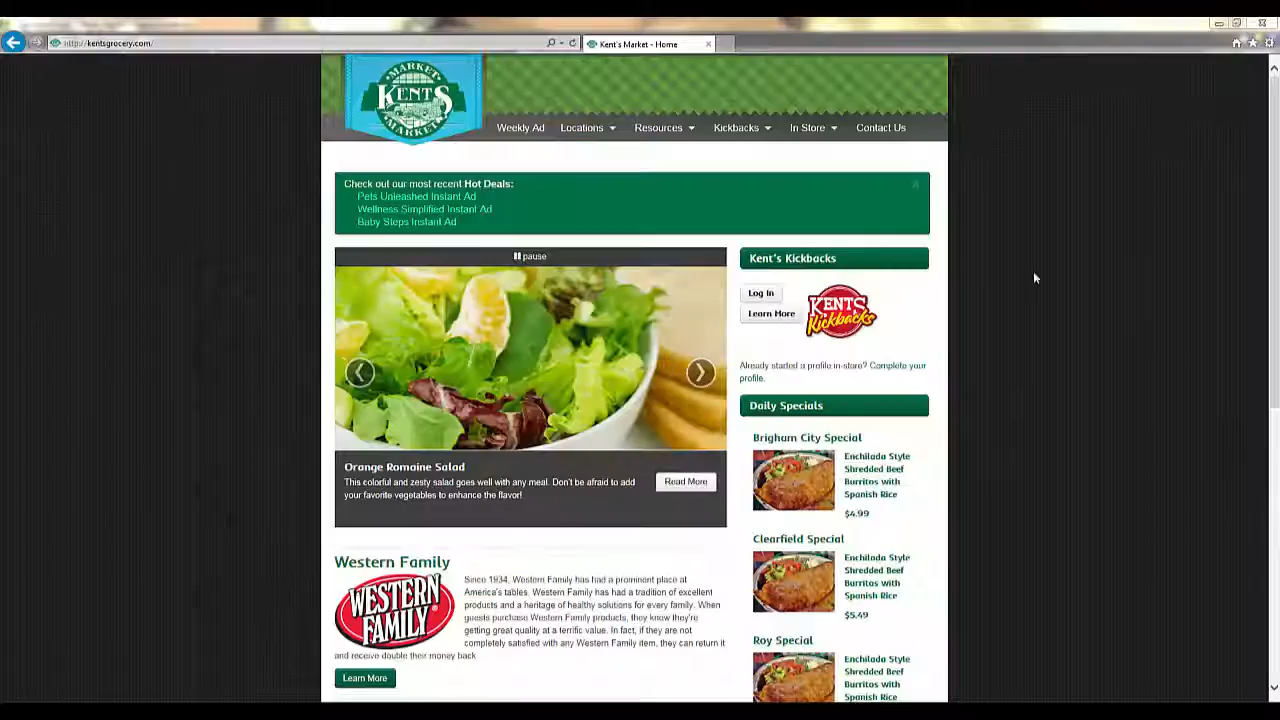 http://kentsgrocery.com/
Kent's Market - Home
MARKET
KENT'S
MARKET
Weekly Ad
Locations
Resources
Kickbacks
In Store
Contact Us
Check out our most recent Hot Deals:
Pets Unleashed Instant Ad
Wellness Simplified Instant Ad
Baby Steps Instant Ad
pause
Orange Romaine Salad
This colorful and zesty salad goes well with any meal. Don't be afraid to add
your favorite vegetables to enhance the flavor!
Read More
Western Family
WESTERN
FAMILY
Since 1934, Western Family has had a prominent place at
America's tables. Western Family has had a tradition of excellent
products and a heritage of healthy solutions for every family. When
guests purchase Western Family products, they know they're
getting great quality at a terrific value. In fact, if they are not
completely satisfied with any Western Family item, they can return it
and receive double their money back
Learn More
Kent's Kickbacks
Log In
Learn More
KENT'S
Kickbacks
Already started a profile in-store? Complete your
profile.
Daily Specials
Brigham City Special
Enchilada Style
Shredded Beef
Burritos with
Spanish Rice
$4.99
Clearfield Special
Enchilada Style
Shredded Beef
Burritos with
Spanish Rice
$5.49
Roy Special
Enchilada Style
Shredded Beef
Burritos with
Spanish Rice